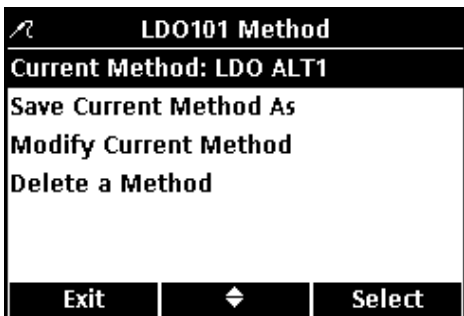 LDO101 Method
Current Method: LDO ALT1
Save Current Method As
Modify Current Method
Delete a Method
Exit Select